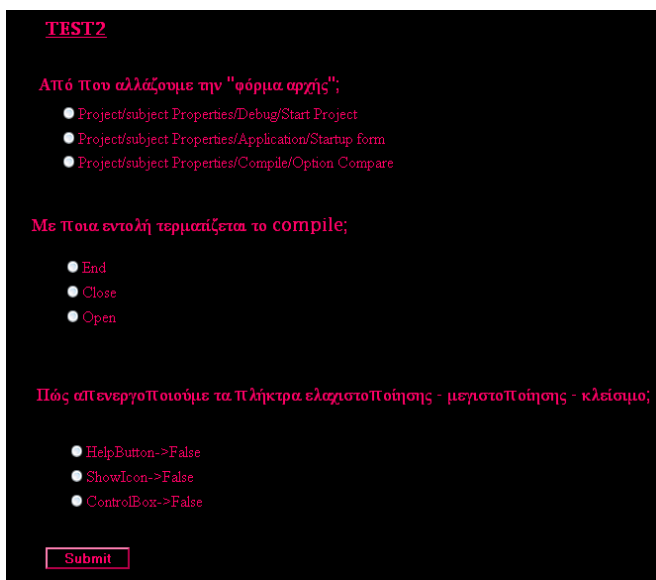 TEST2
Από που αλλάζουμε την "φόρμα αρχής";
Project/subject Properties/Debug/Start Project
Project/subject Properties/Application/Startup form
Project/subject Properties/Compile/Option Compare
Με ποια εντολή τερματίζεται το compile;
End
Close
Open
Πώς απενεργοποιούμε τα πλήκτρα ελαχιστοποίησης - μεγιστοποίησης - κλείσιμο;
HelpButton->False
ShowIcon->False
ControlBox->False
Submit